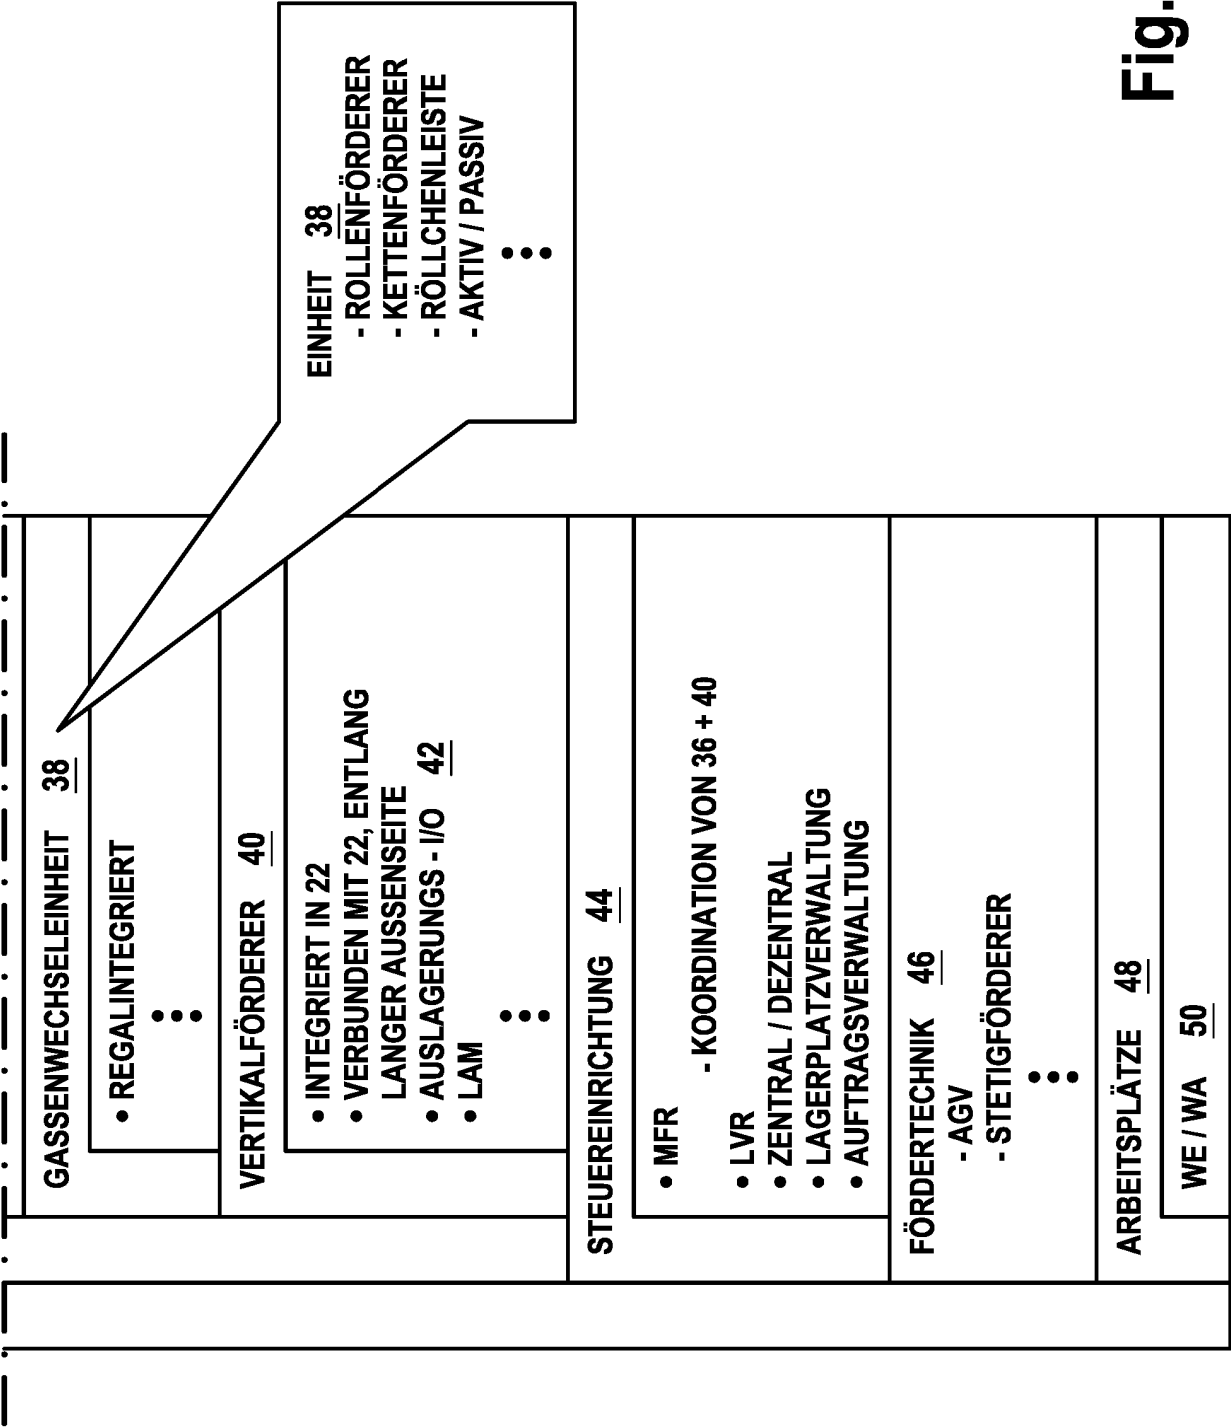 GASSENWECHSELEINHEIT 38
• REGALINTEGRIERT
VERTIKALFÖRDERER 40
• INTEGRIERT IN 22
• VERBUNDEN MIT 22, ENTLANG
LANGER AUSSENSEITE
• AUSLAGERUNGS - I/O 42
• LAM
EINHEIT 38
- ROLLENFÖRDERER
- KETTENFÖRDERER
- RÖLLCHENLEISTE
- AKTIV / PASSIV
STEUEREINRICHTUNG 44
• MFR
- KOORDINATION VON 36 + 40
• LVR
• ZENTRAL / DEZENTRAL
• LAGERPLATZVERWALTUNG
• AUFTRAGSVERWALTUNG
FÖRDERTECHNIK 46
- AGV
- STETIGFÖRDERER
ARBEITSPLÄTZE 48
WE / WA 50
Fig.